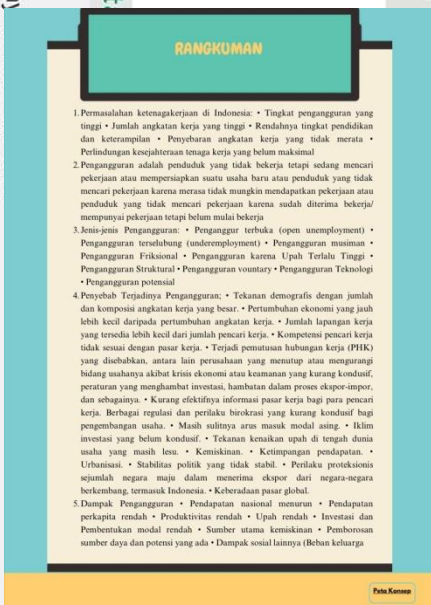 RANGKUMAN
1. Permasalahan ketenagakerjaan di Indonesia: • Tingkat pengangguran yang
tinggi • Jumlah angkatan kerja yang tinggi • Rendahnya tingkat pendidikan
dan keterampilan • Penyebaran angkatan kerja yang tidak merata •
Perlindungan kesejahteraan tenaga kerja yang belum maksimal
2. Pengangguran adalah penduduk yang tidak bekerja tetapi sedang mencari
pekerjaan atau mempersiapkan suatu usaha baru atau penduduk yang tidak
mencari pekerjaan karena merasa tidak mungkin mendapatkan pekerjaan atau
penduduk yang tidak mencari pekerjaan karena sudah diterima bekerja/
mempunyai pekerjaan tetapi belum mulai bekerja
3. Jenis-jenis Pengangguran: • Penganggur terbuka (open unemployment) •
Pengangguran terselubung (underemployment) • Pengangguran musiman •
Pengangguran Friksional • Pengangguran karena Upah Terlalu Tinggi •
Pengangguran Struktural • Pengangguran vountary • Pengangguran Teknologi
• Pengangguran potensial
4. Penyebab Terjadinya Pengangguran; • Tekanan demografis dengan jumlah
dan komposisi angkatan kerja yang besar. • Pertumbuhan ekonomi yang jauh
lebih kecil daripada pertumbuhan angkatan kerja. • Jumlah lapangan kerja
yang tersedia lebih kecil dari jumlah pencari kerja. • Kompetensi pencari kerja
tidak sesuai dengan pasar kerja. • Terjadi pemutusan hubungan kerja (PHK)
yang disebabkan, antara lain perusahaan yang menutup atau mengurangi
bidang usahanya akibat krisis ekonomi atau keamanan yang kurang kondusif,
peraturan yang menghambat investasi, hambatan dalam proses ekspor-impor,
dan sebagainya. • Kurang efektifnya informasi pasar kerja bagi para pencari
kerja. Berbagai regulasi dan perilaku birokrasi yang kurang kondusif bagi
pengembangan usaha. • Masih sulitnya arus masuk modal asing. • Iklim
investasi yang belum kondusif. • Tekanan kenaikan upah di tengah dunia
usaha yang masih lesu. • Kemiskinan. • Ketimpangan pendapatan. •
Urbanisasi. • Stabilitas politik yang tidak stabil. • Perilaku proteksionis
sejumlah negara maju dalam menerima ekspor dari negara-negara
berkembang, termasuk Indonesia. • Keberadaan pasar global.
5. Dampak Pengangguran • Pendapatan nasional menurun • Pendapatan
perkapita rendah • Produktivitas rendah • Upah rendah • Investasi dan
Pembentukan modal rendah • Sumber utama kemiskinan • Pemborosan
sumber daya dan potensi yang ada • Dampak sosial lainnya (Beban keluarga
Peta Konsep